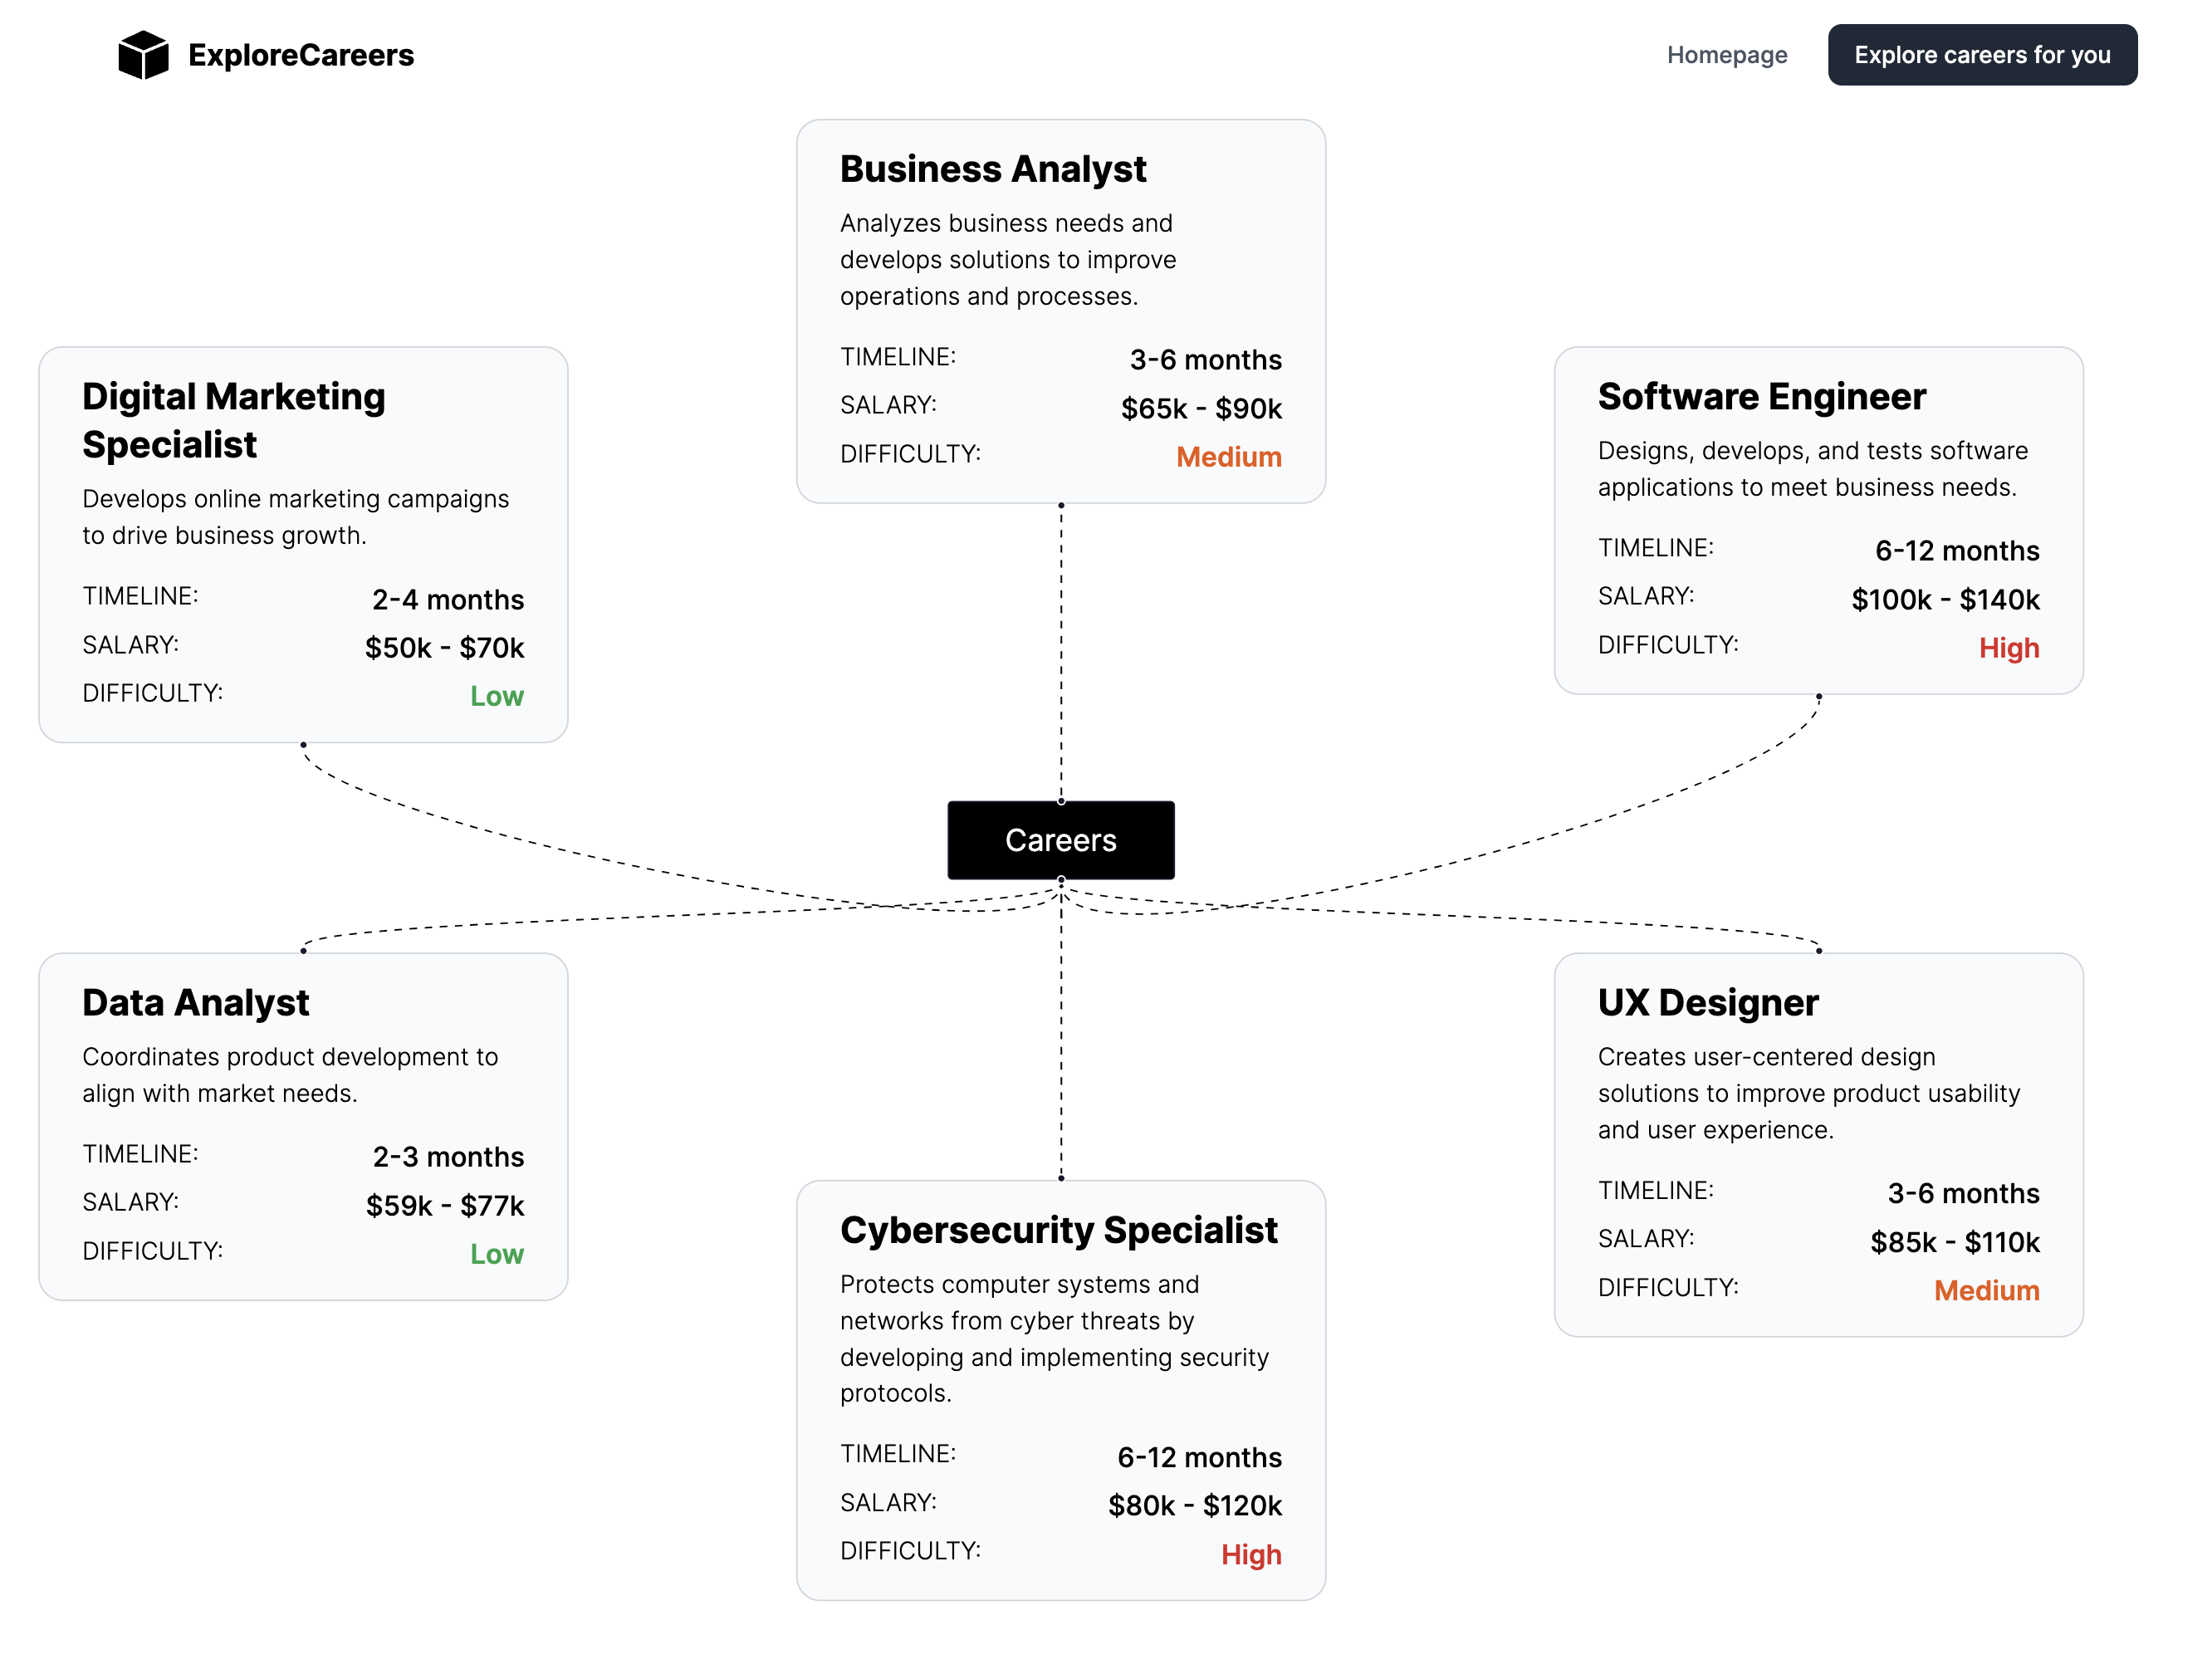 ExploreCareers
Homepage
Explore careers for you
Business Analyst
Analyzes business needs and
develops solutions to improve
operations and processes.
TIMELINE: 3-6 months
SALARY: $65k - $90k
DIFFICULTY: Medium
Digital Marketing
Specialist
Develops online marketing campaigns
to drive business growth.
TIMELINE: 2-4 months
SALARY: $50k - $70k
DIFFICULTY: Low
Software Engineer
Designs, develops, and tests software
applications to meet business needs.
TIMELINE: 6-12 months
SALARY: $100k - $140k
DIFFICULTY: High
Careers
Data Analyst
Coordinates product development to
align with market needs.
TIMELINE: 2-3 months
SALARY: $59k - $77k
DIFFICULTY: Low
UX Designer
Creates user-centered design
solutions to improve product usability
and user experience.
TIMELINE: 3-6 months
SALARY: $85k - $110k
DIFFICULTY: Medium
Cybersecurity Specialist
Protects computer systems and
networks from cyber threats by
developing and implementing security
protocols.
TIMELINE: 6-12 months
SALARY: $80k - $120k
DIFFICULTY: High